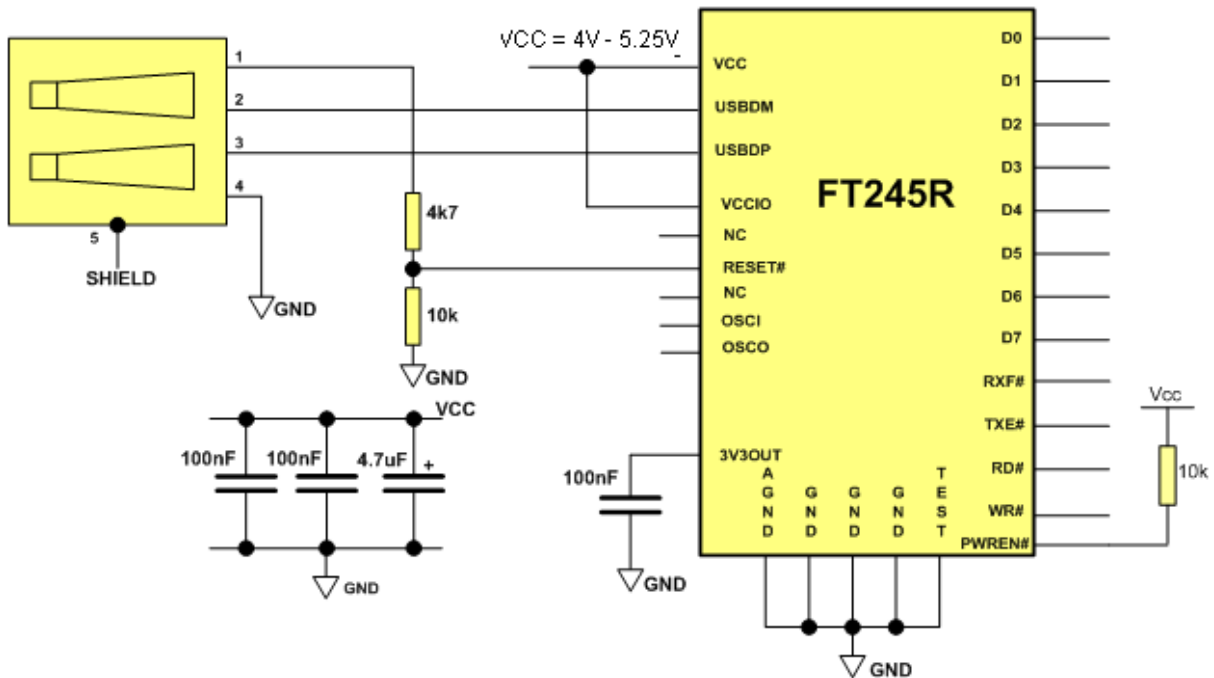 1
2
3
4
5
SHIELD
GND
4k7
10k
GND
VCC = 4V - 5.25V
VCC
USBDM
USBDP
VCCIO
NC
RESET#
NC
OSCI
OSCO
3V3OUT
FT245R
D0
D1
D2
D3
D4
D5
D6
D7
RXF#
TXE#
RD#
WR#
PWREN#
AGND
GND
GND
GND
TEST
GND
Vcc
10k
VCC
100nF
100nF
4.7uF
+
GND
100nF
GND